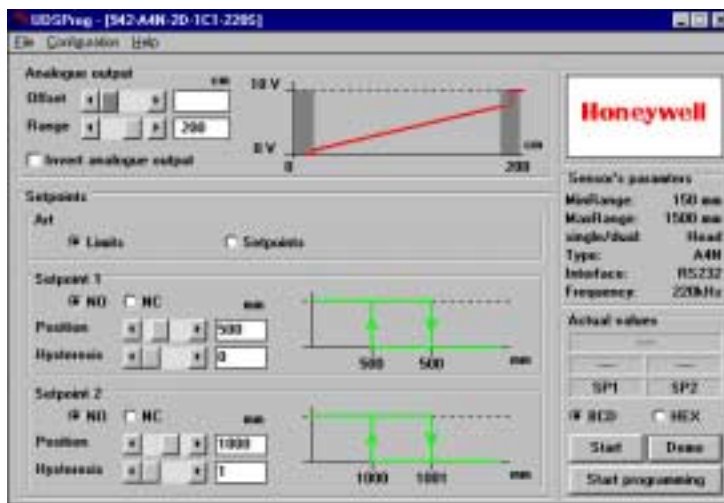 UDSProg - [942-A4N-2D-1C1-220S]
File Configuration Help
Analogue output
cm
Offset
Range 200
Invert analogue output
10 V
0 V
0 200 cm
Honeywell
Sensor's parameters
MinRange: 150 mm
MaxRange: 1500 mm
single/dual: Head
Type: A4N
Interface: RS232
Frequency: 220kHz
Setpoints
Art
Limits Setpoints
Setpoint 1
NO NC mm
Position 500
Hysteresis 0
500 500 mm
Setpoint 2
NO NC mm
Position 1000
Hysteresis 1
1000 1001 mm
Actual values
---
--- ---
SP1 SP2
BCD HEX
Start Demo
Start programming